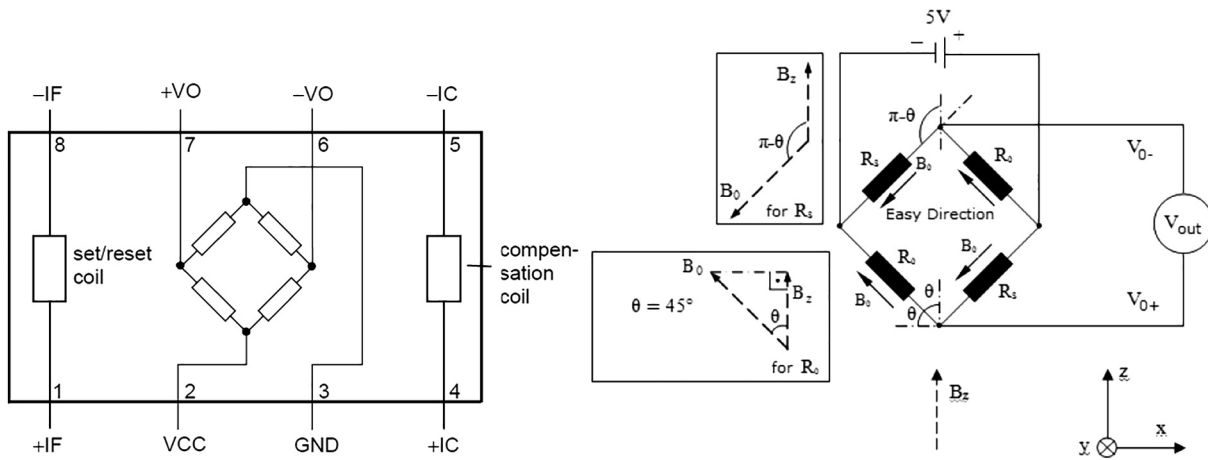 –IF +VO –VO –IC
8 7 6 5
set/reset
coil
compen-
sation
coil
1 2 3 4
+IF VCC GND +IC
5V
– +
B_z
π–θ
B_0
for R_s
B_0
θ = 45°
B_z
θ
for R_0
π–θ
R_s B_0 R_0
V_0-
Easy Direction
V_out
R_0 B_0
B_0 θ θ R_s
V_0+
B_z
z
y x